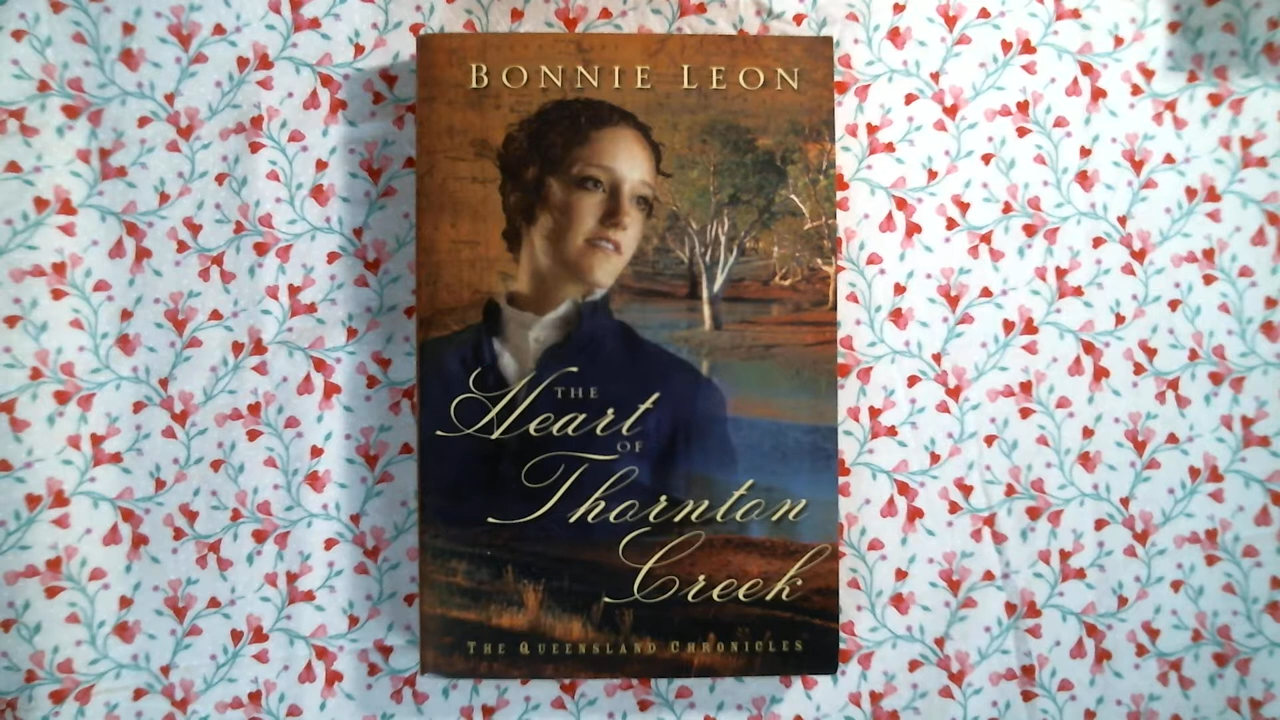 BONNIE LEON
THE
Heart
OF
Thornton
Creek
THE QUEENSLAND CHRONICLES